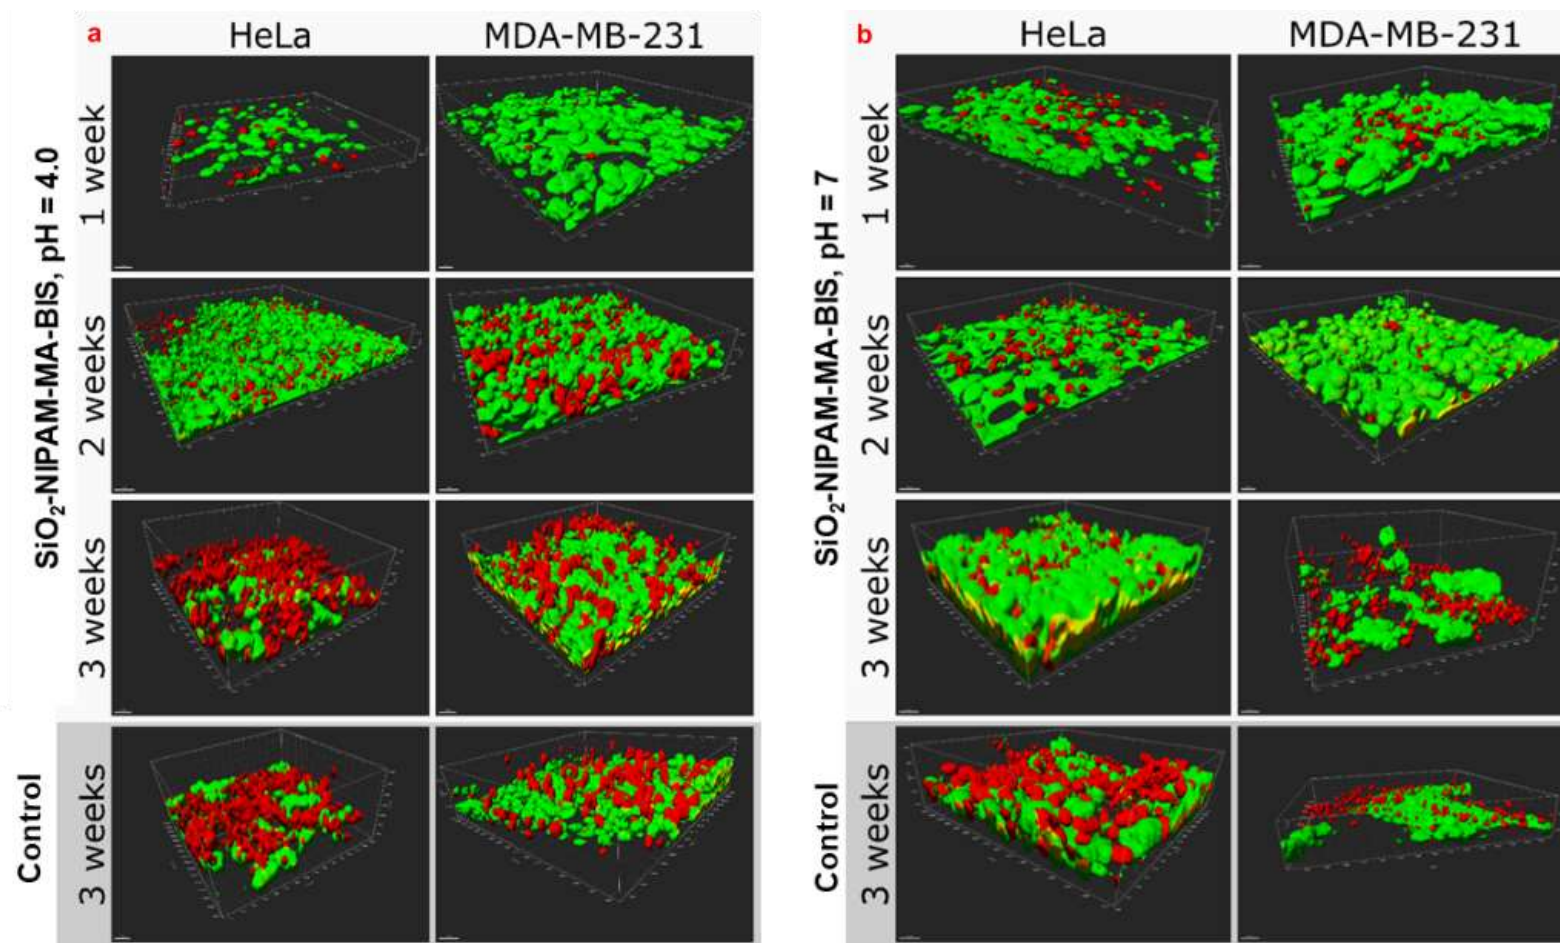 a
HeLa
MDA-MB-231
SiO₂-NIPAM-MA-BIS, pH = 4.0
1 week
2 weeks
3 weeks
Control
3 weeks
b
HeLa
MDA-MB-231
SiO₂-NIPAM-MA-BIS, pH = 7
1 week
2 weeks
3 weeks
Control
3 weeks